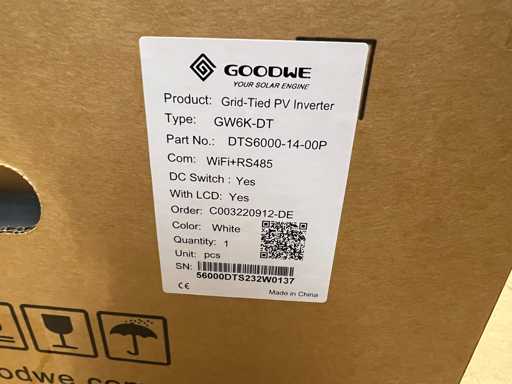 GOODWE
YOUR SOLAR ENGINE
Product: Grid-Tied PV Inverter
Type: GW6K-DT
Part No.: DTS6000-14-00P
Com: WiFi+RS485
DC Switch : Yes
With LCD: Yes
Order: C003220912-DE
Color: White
Quantity: 1
Unit: pcs
SN:
56000DTS232W0137
CE Made in China
oodwe.com